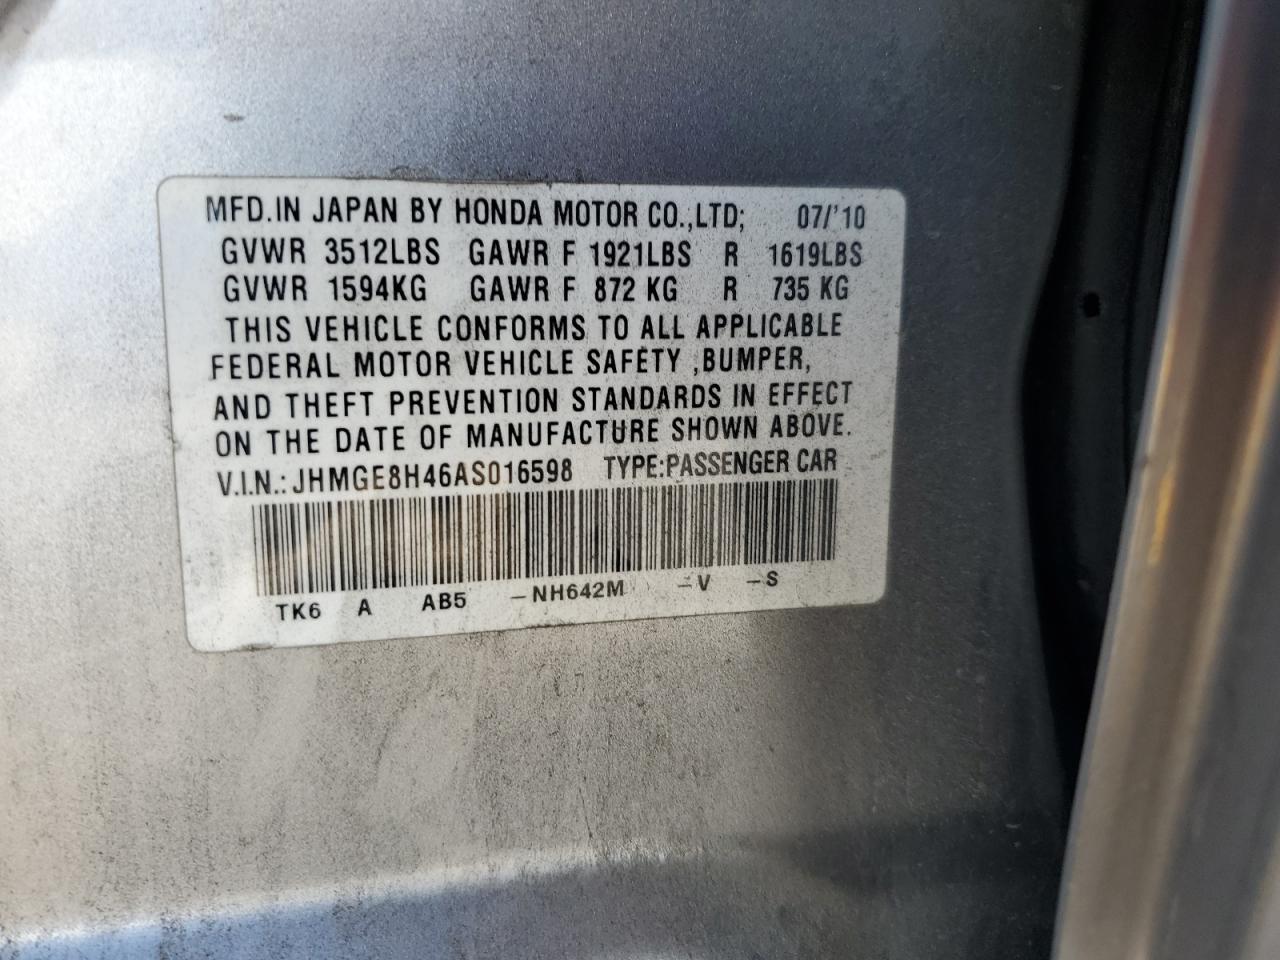 MFD.IN JAPAN BY HONDA MOTOR CO.,LTD; 07/'10
GVWR 3512LBS GAWR F 1921LBS R 1619LBS
GVWR 1594KG GAWR F 872 KG R 735 KG
THIS VEHICLE CONFORMS TO ALL APPLICABLE
FEDERAL MOTOR VEHICLE SAFETY ,BUMPER,
AND THEFT PREVENTION STANDARDS IN EFFECT
ON THE DATE OF MANUFACTURE SHOWN ABOVE.
V.I.N.: JHMGE8H46AS016598 TYPE:PASSENGER CAR
TK6 A AB5 -NH642M -V -S